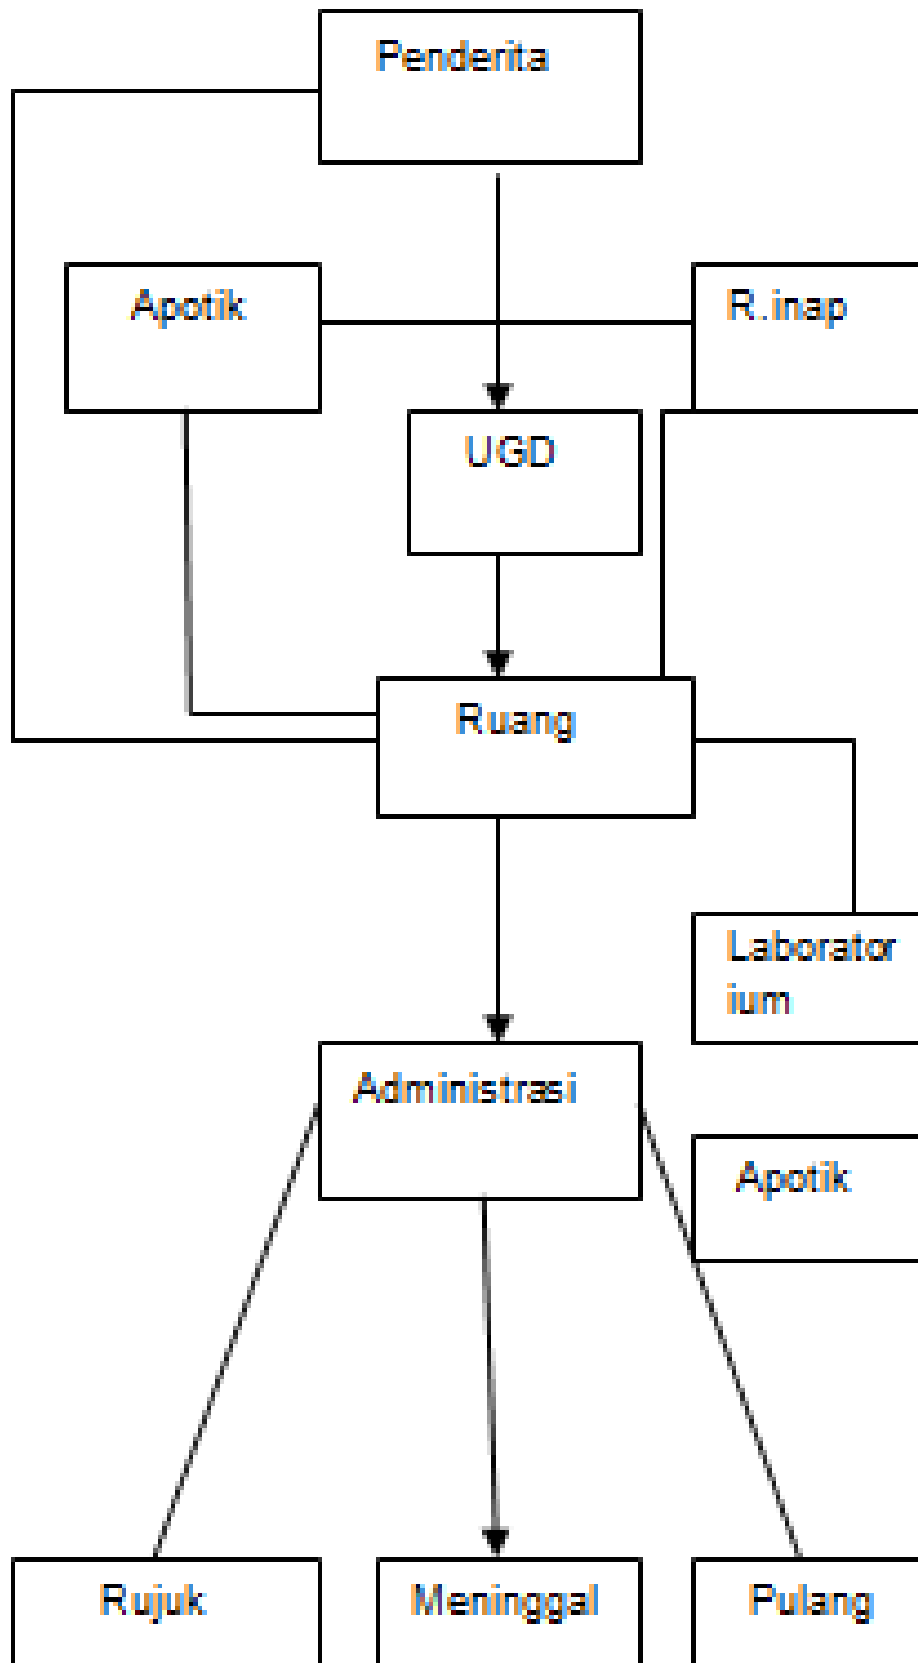 Penderita
Apotik
R.inap
UGD
Ruang
Laborator
ium
Administrasi
Apotik
Rujuk
Meninggal
Pulang